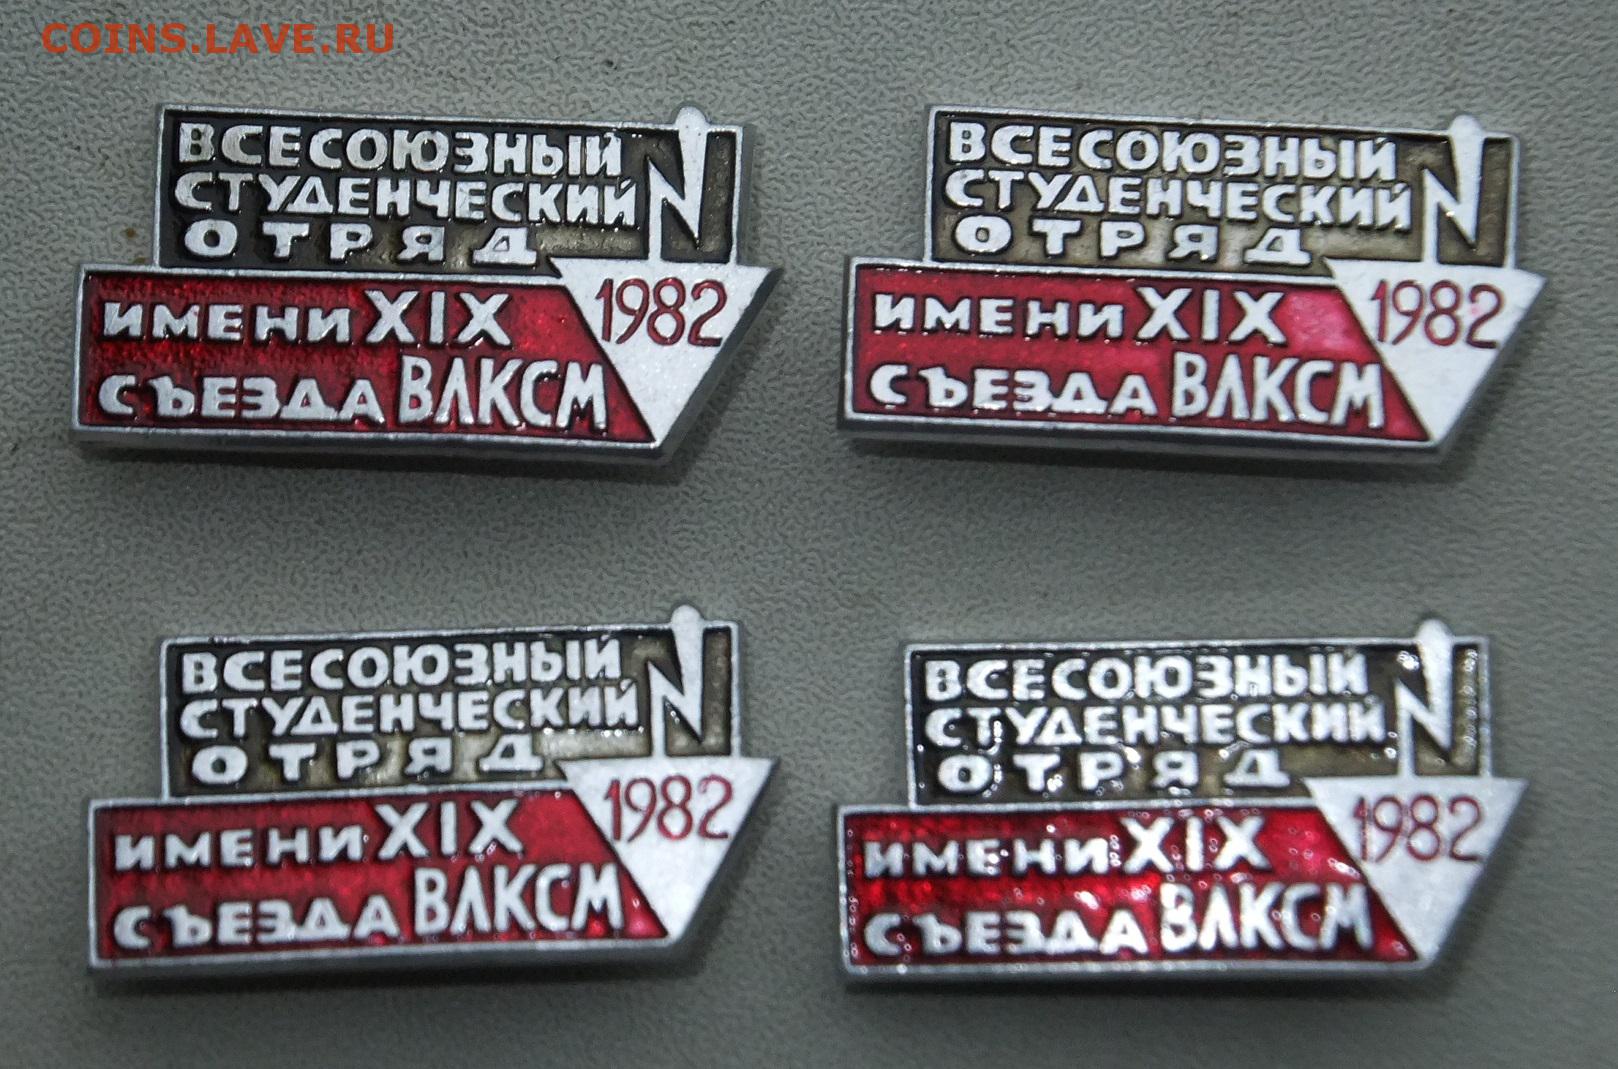 COINS.LAVE.RU
ВСЕСОЮЗНЫЙ
СТУДЕНЧЕСКИЙ
ОТРЯД
ИМЕНИ XIX 1982
СЪЕЗДА ВЛКСМ
ВСЕСОЮЗНЫЙ
СТУДЕНЧЕСКИЙ
ОТРЯД
ИМЕНИ XIX 1982
СЪЕЗДА ВЛКСМ
ВСЕСОЮЗНЫЙ
СТУДЕНЧЕСКИЙ
ОТРЯД
ИМЕНИ XIX 1982
СЪЕЗДА ВЛКСМ
ВСЕСОЮЗНЫЙ
СТУДЕНЧЕСКИЙ
ОТРЯД
ИМЕНИ XIX 1982
СЪЕЗДА ВЛКСМ